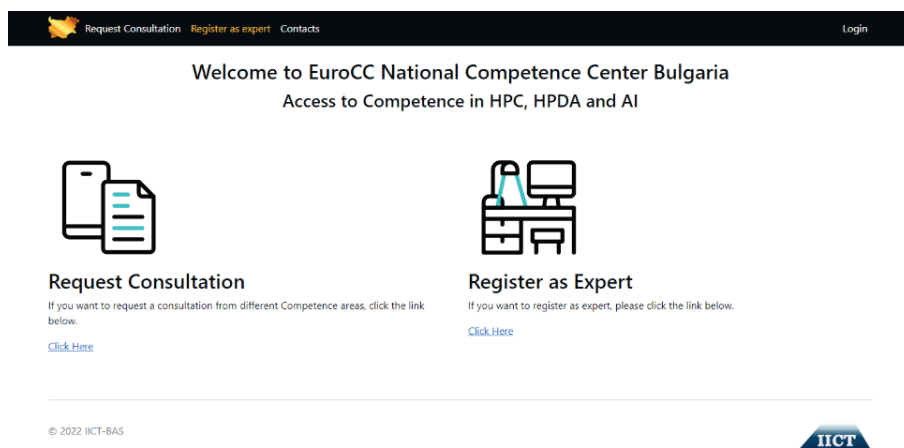 Request Consultation Register as expert Contacts Login
Welcome to EuroCC National Competence Center Bulgaria
Access to Competence in HPC, HPDA and AI
Request Consultation
If you want to request a consultation from different Competence areas, click the link
below.
Click Here
Register as Expert
If you want to register as expert, please click the link below.
Click Here
© 2022 IICT-BAS
IICT